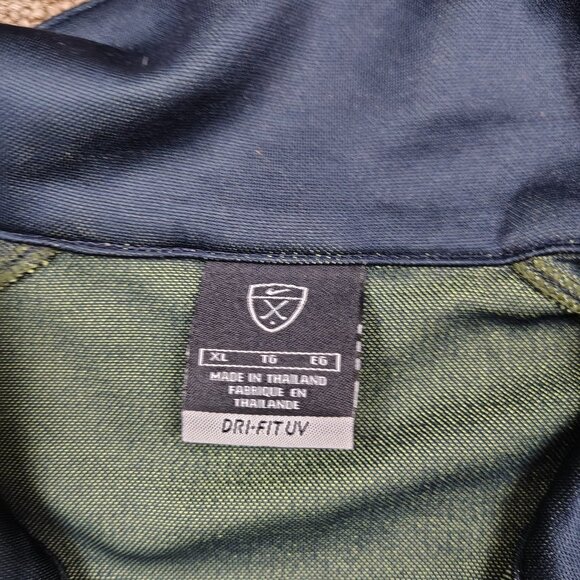 XL TG EG
MADE IN THAILAND
FABRIQUE EN
THAILANDE
DRI-FIT UV